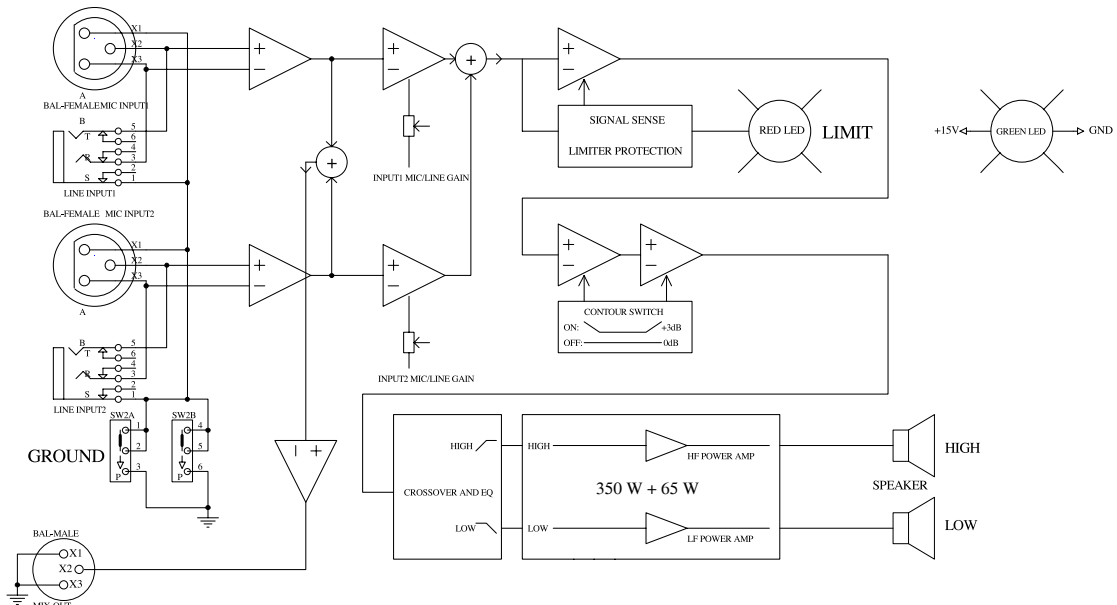 X1
X2
X3
A
BAL-FEMALE MIC INPUT1
B
T
R
S
5
6
4
3
2
1
LINE INPUT1
BAL-FEMALE MIC INPUT2
X1
X2
X3
A
B
T
R
S
5
6
4
3
2
1
LINE INPUT2
SW2A
SW2B
1
2
3
P
4
5
6
P
GROUND
BAL-MALE
X1
X2
X3
MIX OUT
+
−
+
−
+
−
+
−
+
+
− +
INPUT1 MIC/LINE GAIN
INPUT2 MIC/LINE GAIN
+
−
SIGNAL SENSE
LIMITER PROTECTION
RED LED
LIMIT
+15V
GREEN LED
GND
+
−
+
−
CONTOUR SWITCH
ON: +3dB
OFF: 0dB
HIGH
CROSSOVER AND EQ
LOW
HIGH
HF POWER AMP
350 W + 65 W
LOW
LF POWER AMP
HIGH
SPEAKER
LOW